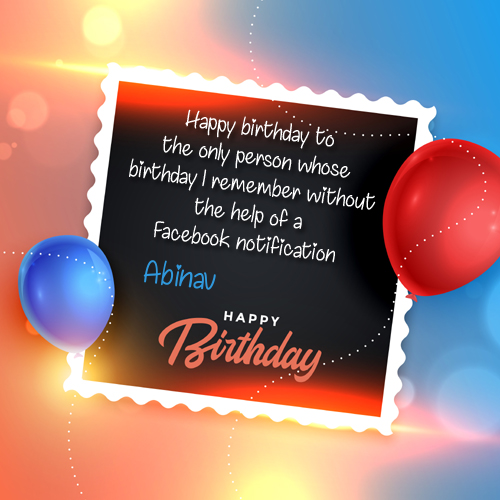 Happy birthday to
the only person whose
birthday I remember without
the help of a
Facebook notification
Abinav
HAPPY
Birthday